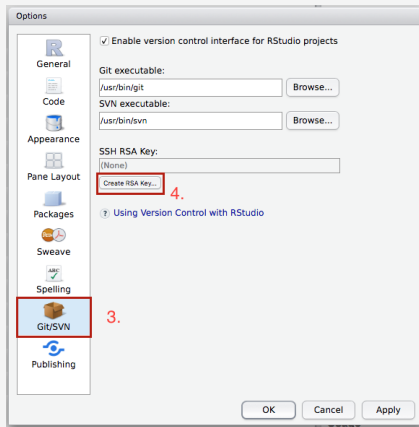 Options
General
Code
Appearance
Pane Layout
Packages
Sweave
ABC
Spelling
Git/SVN
3.
Publishing
Enable version control interface for RStudio projects
Git executable:
/usr/bin/git Browse...
SVN executable:
/usr/bin/svn Browse...
SSH RSA Key:
(None)
Create RSA Key...
4.
? Using Version Control with RStudio
OK Cancel Apply